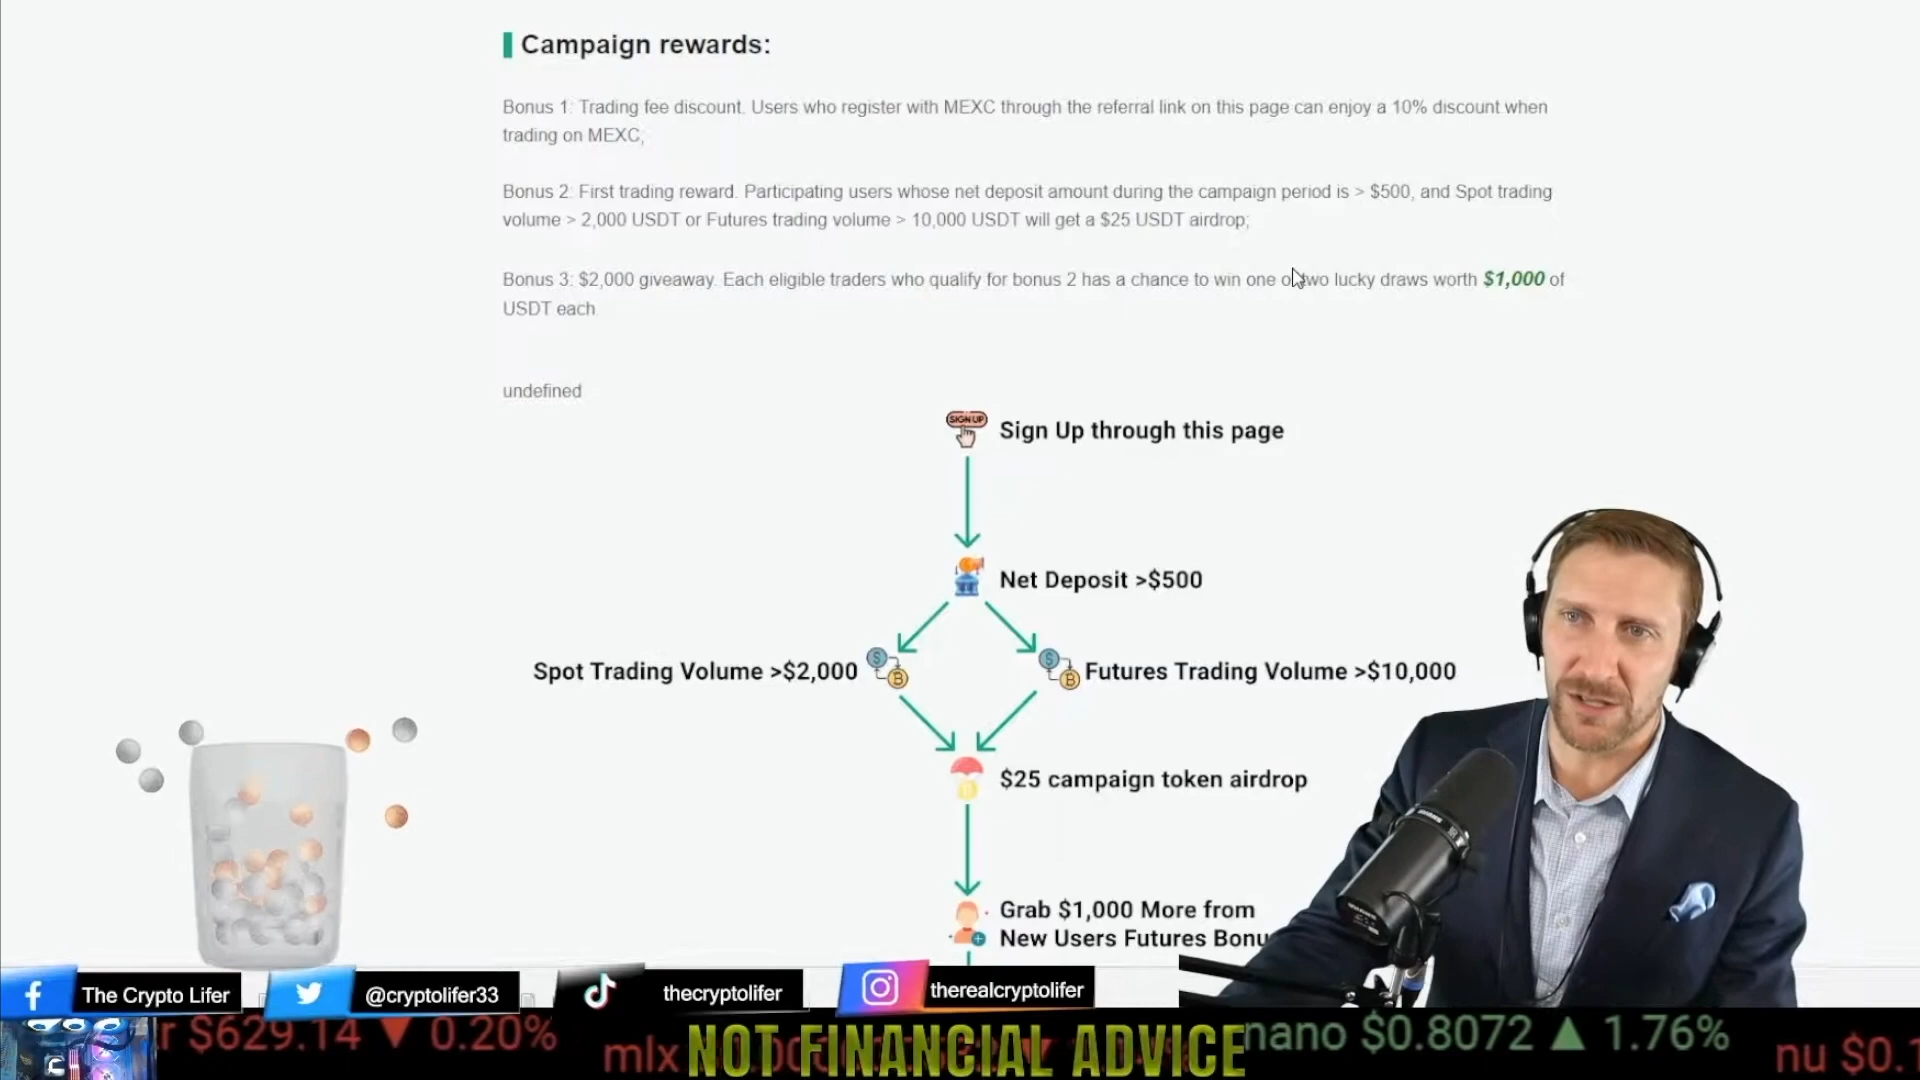 Campaign rewards:
Bonus 1: Trading fee discount. Users who register with MEXC through the referral link on this page can enjoy a 10% discount when
trading on MEXC;
Bonus 2: First trading reward. Participating users whose net deposit amount during the campaign period is > $500, and Spot trading
volume > 2,000 USDT or Futures trading volume > 10,000 USDT will get a $25 USDT airdrop;
Bonus 3: $2,000 giveaway. Each eligible traders who qualify for bonus 2 has a chance to win one o two lucky draws worth $1,000 of
USDT each.
undefined
SIGN UP
Sign Up through this page
Net Deposit >$500
Spot Trading Volume >$2,000
Futures Trading Volume >$10,000
$25 campaign token airdrop
Grab $1,000 More from
New Users Futures Bonu
The Crypto Lifer
@cryptolifer33
thecryptolifer
therealcryptolifer
r $629.14 ▼ 0.20%
mlx
NOT FINANCIAL ADVICE
nano $0.8072 ▲ 1.76%
nu $0.1